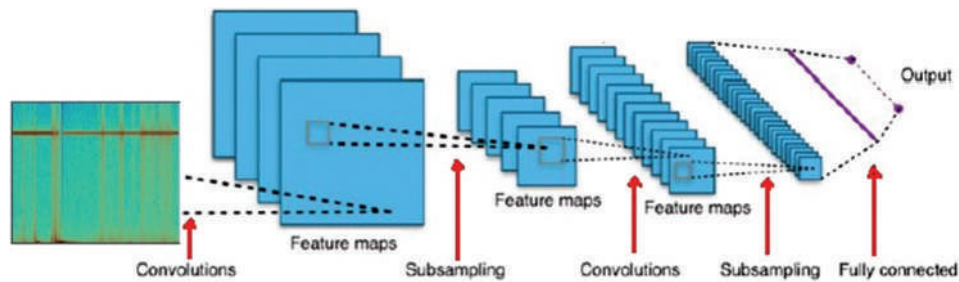 Output
Feature maps
Feature maps
Feature maps
Convolutions
Subsampling
Convolutions
Subsampling
Fully connected